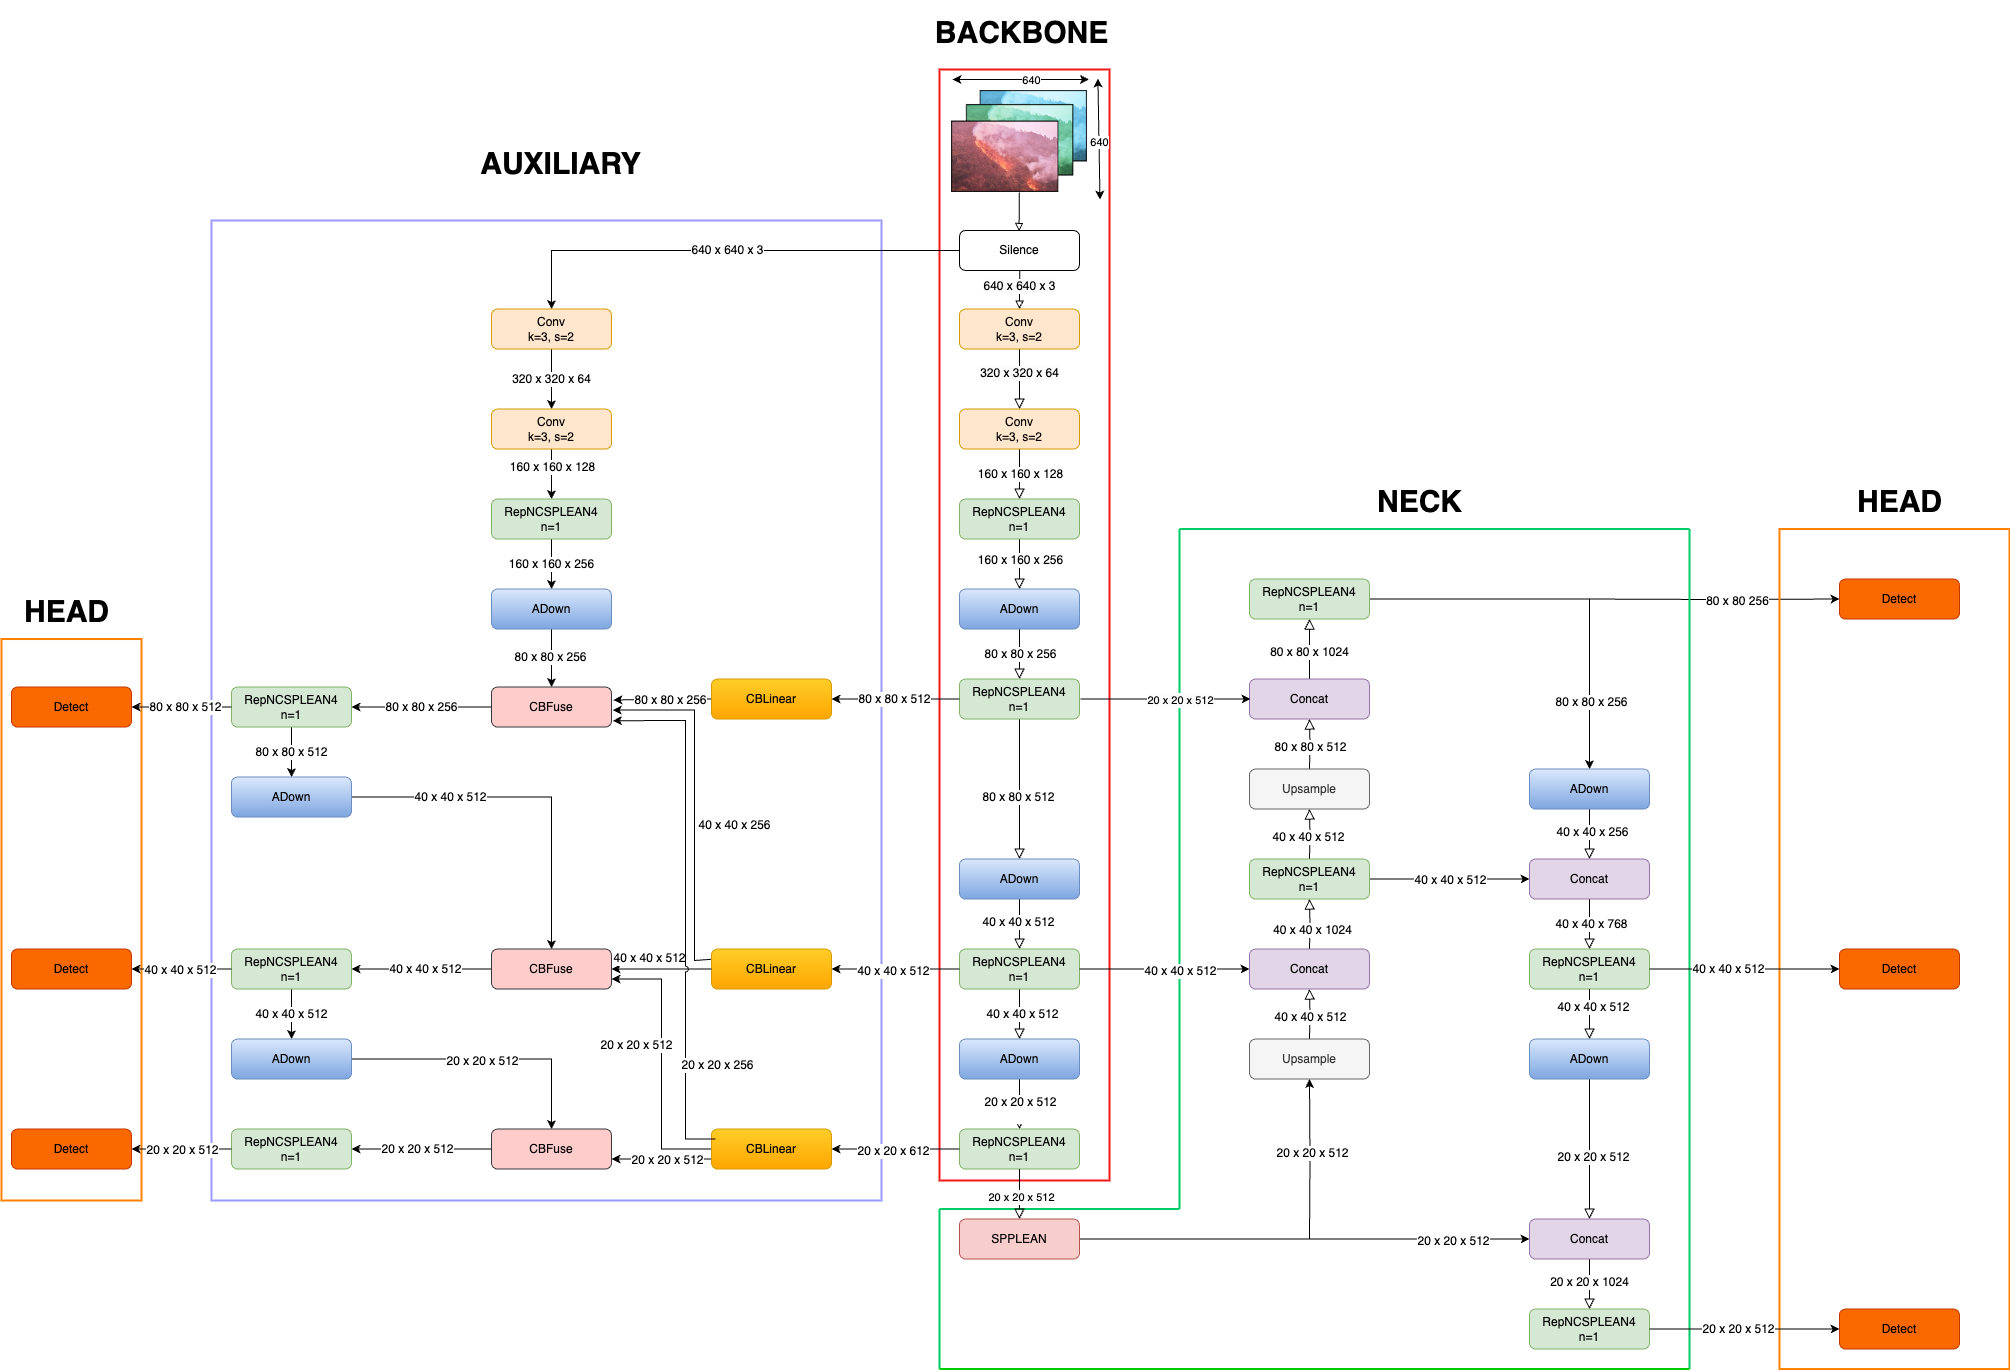 BACKBONE
640
640
AUXILIARY
640 x 640 x 3
Silence
640 x 640 x 3
Conv
k=3, s=2
Conv
k=3, s=2
320 x 320 x 64
320 x 320 x 64
Conv
k=3, s=2
Conv
k=3, s=2
160 x 160 x 128
160 x 160 x 128
NECK
HEAD
RepNCSPLEAN4
n=1
RepNCSPLEAN4
n=1
160 x 160 x 256
160 x 160 x 256
HEAD
ADown
ADown
RepNCSPLEAN4
n=1
80 x 80 256
Detect
80 x 80 x 256
80 x 80 x 256
80 x 80 x 1024
Detect
80 x 80 x 512
RepNCSPLEAN4
n=1
80 x 80 x 256
CBFuse
80 x 80 x 256
CBLinear
80 x 80 x 512
RepNCSPLEAN4
n=1
20 x 20 x 512
Concat
80 x 80 x 256
80 x 80 x 512
80 x 80 x 512
ADown
40 x 40 x 512
80 x 80 x 512
Upsample
ADown
40 x 40 x 256
40 x 40 x 512
40 x 40 x 256
ADown
RepNCSPLEAN4
n=1
40 x 40 x 512
Concat
40 x 40 x 512
40 x 40 x 1024
40 x 40 x 768
Detect
40 x 40 x 512
RepNCSPLEAN4
n=1
40 x 40 x 512
CBFuse
40 x 40 x 512
CBLinear
40 x 40 x 512
RepNCSPLEAN4
n=1
40 x 40 x 512
Concat
RepNCSPLEAN4
n=1
40 x 40 x 512
Detect
40 x 40 x 512
40 x 40 x 512
40 x 40 x 512
40 x 40 x 512
ADown
20 x 20 x 512
20 x 20 x 512
20 x 20 x 256
ADown
Upsample
ADown
20 x 20 x 512
Detect
20 x 20 x 512
RepNCSPLEAN4
n=1
20 x 20 x 512
CBFuse
20 x 20 x 512
CBLinear
20 x 20 x 612
RepNCSPLEAN4
n=1
20 x 20 x 512
20 x 20 x 512
20 x 20 x 512
SPPLEAN
20 x 20 x 512
Concat
20 x 20 x 1024
RepNCSPLEAN4
n=1
20 x 20 x 512
Detect